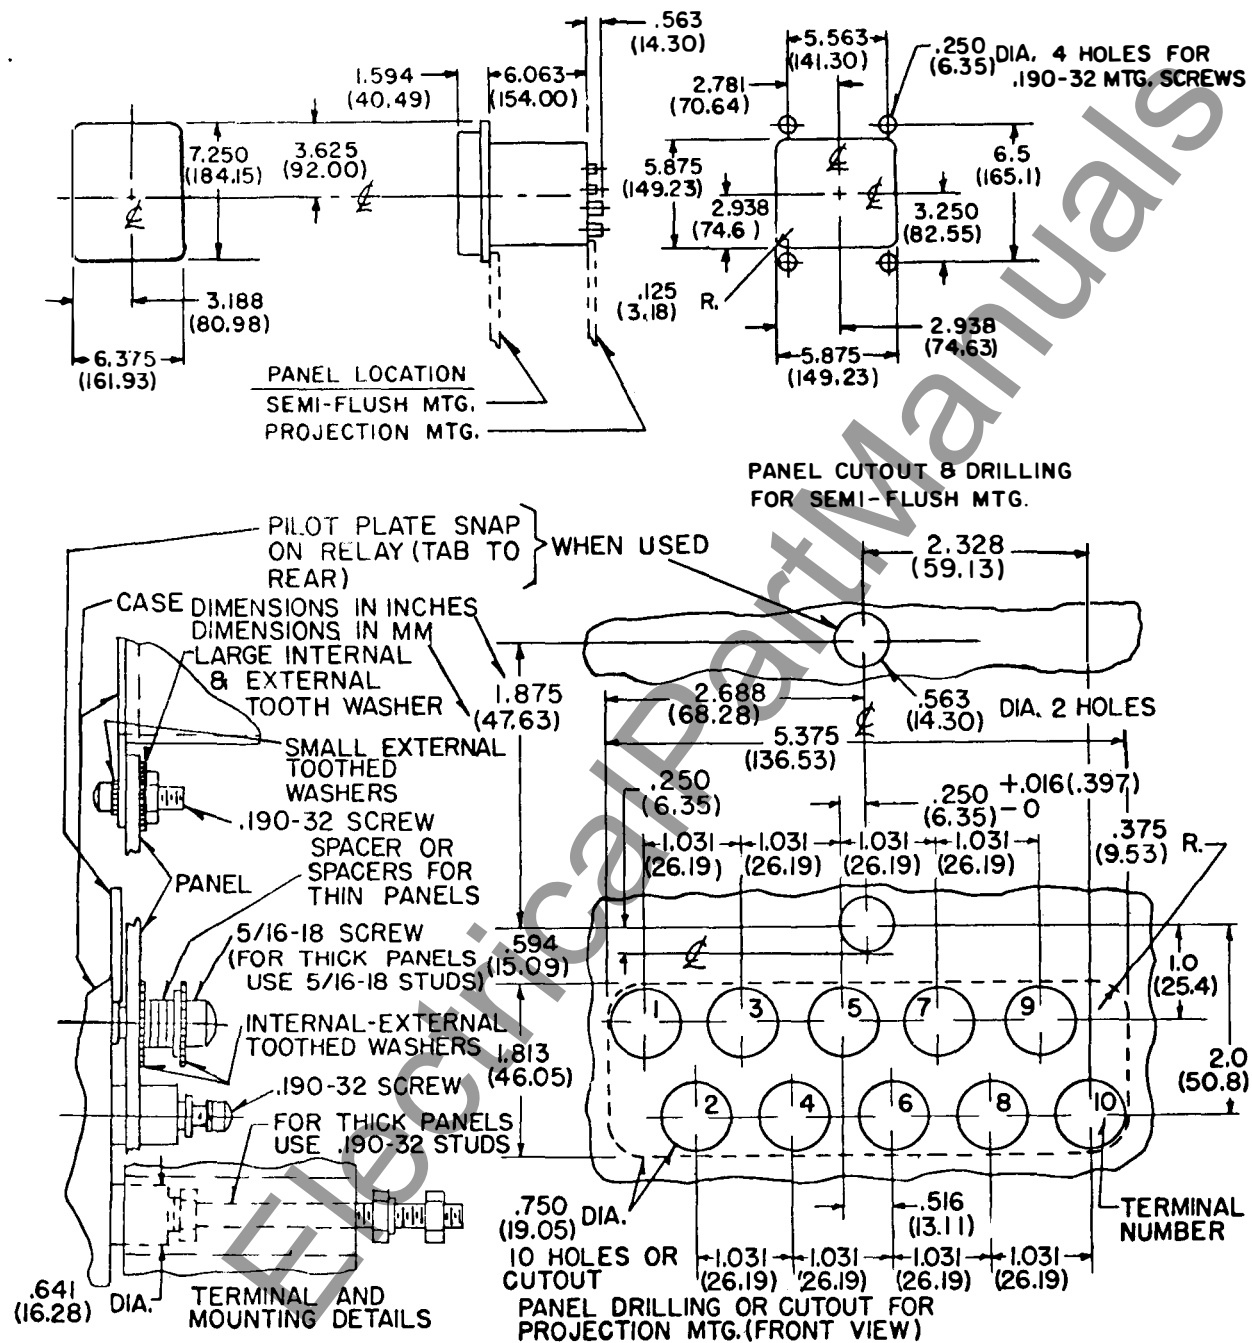 .563
(14.30)
1.594
(40.49)
6.063
(154.00)
5.563
(141.30)
.250
(6.35) DIA. 4 HOLES FOR
.190-32 MTG. SCREWS
2.781
(70.64)
7.250
(184.15)
3.625
(92.00)
℄
℄
5.875
(149.23)
℄
℄
6.5
(165.1)
2.938
(74.6)
3.250
(82.55)
3.188
(80.98)
.125
(3.18) R.
2.938
(74.63)
6.375
(161.93)
5.875
(149.23)
PANEL LOCATION
SEMI-FLUSH MTG.
PROJECTION MTG.
PANEL CUTOUT & DRILLING
FOR SEMI-FLUSH MTG.
PILOT PLATE SNAP
ON RELAY (TAB TO
REAR)
WHEN USED
2.328
(59.13)
CASE
DIMENSIONS IN INCHES
DIMENSIONS IN MM
LARGE INTERNAL
& EXTERNAL
TOOTH WASHER
1.875
(47.63)
2.688
(68.28)
℄
.563
(14.30) DIA. 2 HOLES
5.375
(136.53)
SMALL EXTERNAL
TOOTHED
WASHERS
.250
(6.35)
.250 +.016(.397)
(6.35) -0
.190-32 SCREW
1.031
(26.19)
1.031
(26.19)
1.031
(26.19)
1.031
(26.19)
.375
(9.53) R.
SPACER OR
SPACERS FOR
THIN PANELS
PANEL
5/16-18 SCREW
(FOR THICK PANELS
USE 5/16-18 STUDS)
.594
(15.09)
℄
1.0
(25.4)
1 3 5 7 9
INTERNAL-EXTERNAL
TOOTHED WASHERS
1.813
(46.05)
2.0
(50.8)
.190-32 SCREW
2 4 6 8 10
FOR THICK PANELS
USE .190-32 STUDS
.750
(19.05) DIA.
10 HOLES OR
CUTOUT
.516
(13.11)
TERMINAL
NUMBER
1.031
(26.19)
1.031
(26.19)
1.031
(26.19)
1.031
(26.19)
.641
(16.28) DIA.
TERMINAL AND
MOUNTING DETAILS
PANEL DRILLING OR CUTOUT FOR
PROJECTION MTG.(FRONT VIEW)
ElectricalPartManuals